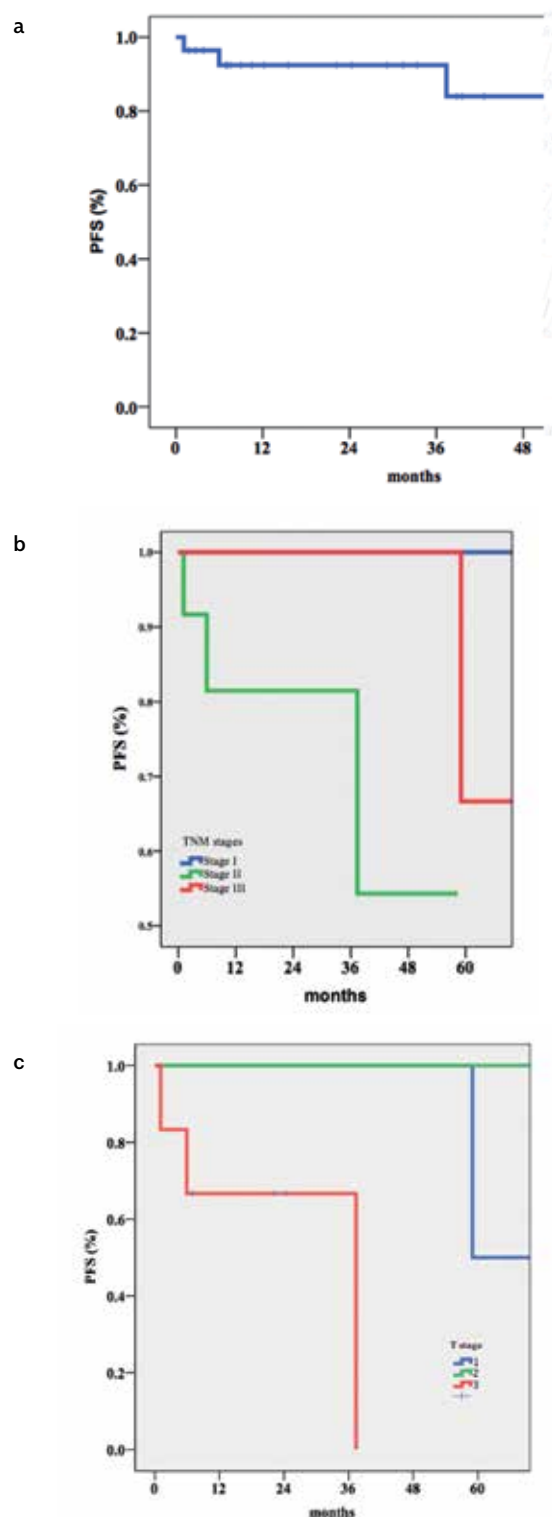 a
1.0
0.8
0.6
0.4
0.2
0.0
PFS (%)
0 12 24 36 48
months
b
1.0
0.9
0.8
0.7
0.6
0.5
PFS (%)
TNM stages
Stage I
Stage II
Stage III
0 12 24 36 48 60
months
c
1.0
0.8
0.6
0.4
0.2
0.0
PFS (%)
T stage
1
2
3
0 12 24 36 48 60
months